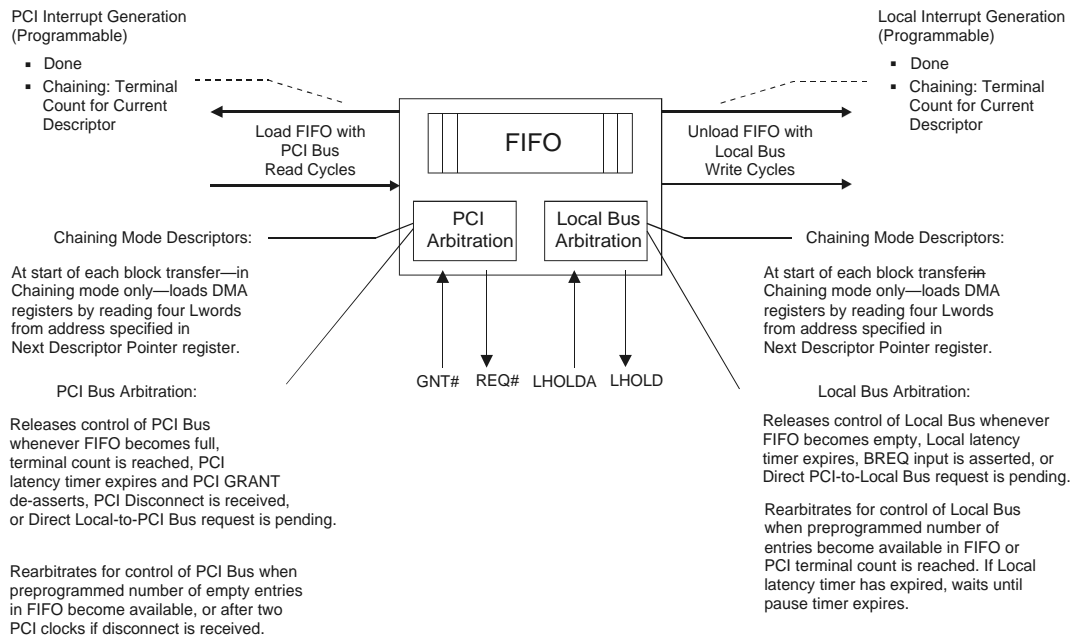 PCI Interrupt Generation
(Programmable)
▪ Done
▪ Chaining: Terminal
Count for Current
Descriptor
Local Interrupt Generation
(Programmable)
▪ Done
▪ Chaining: Terminal
Count for Current
Descriptor
Load FIFO with
PCI Bus
Read Cycles
FIFO
Unload FIFO with
Local Bus
Write Cycles
PCI
Arbitration
Local Bus
Arbitration
Chaining Mode Descriptors:
At start of each block transfer—in
Chaining mode only—loads DMA
registers by reading four Lwords
from address specified in
Next Descriptor Pointer register.
Chaining Mode Descriptors:
At start of each block transfer—in
Chaining mode only—loads DMA
registers by reading four Lwords
from address specified in
Next Descriptor Pointer register.
GNT# REQ# LHOLDA LHOLD
PCI Bus Arbitration:
Releases control of PCI Bus
whenever FIFO becomes full,
terminal count is reached, PCI
latency timer expires and PCI GRANT
de-asserts, PCI Disconnect is received,
or Direct Local-to-PCI Bus request is pending.
Rearbitrates for control of PCI Bus when
preprogrammed number of empty entries
in FIFO become available, or after two
PCI clocks if disconnect is received.
Local Bus Arbitration:
Releases control of Local Bus whenever
FIFO becomes empty, Local latency
timer expires, BREQ input is asserted, or
Direct PCI-to-Local Bus request is pending.
Rearbitrates for control of Local Bus
when preprogrammed number of
entries become available in FIFO or
PCI terminal count is reached. If Local
latency timer has expired, waits until
pause timer expires.